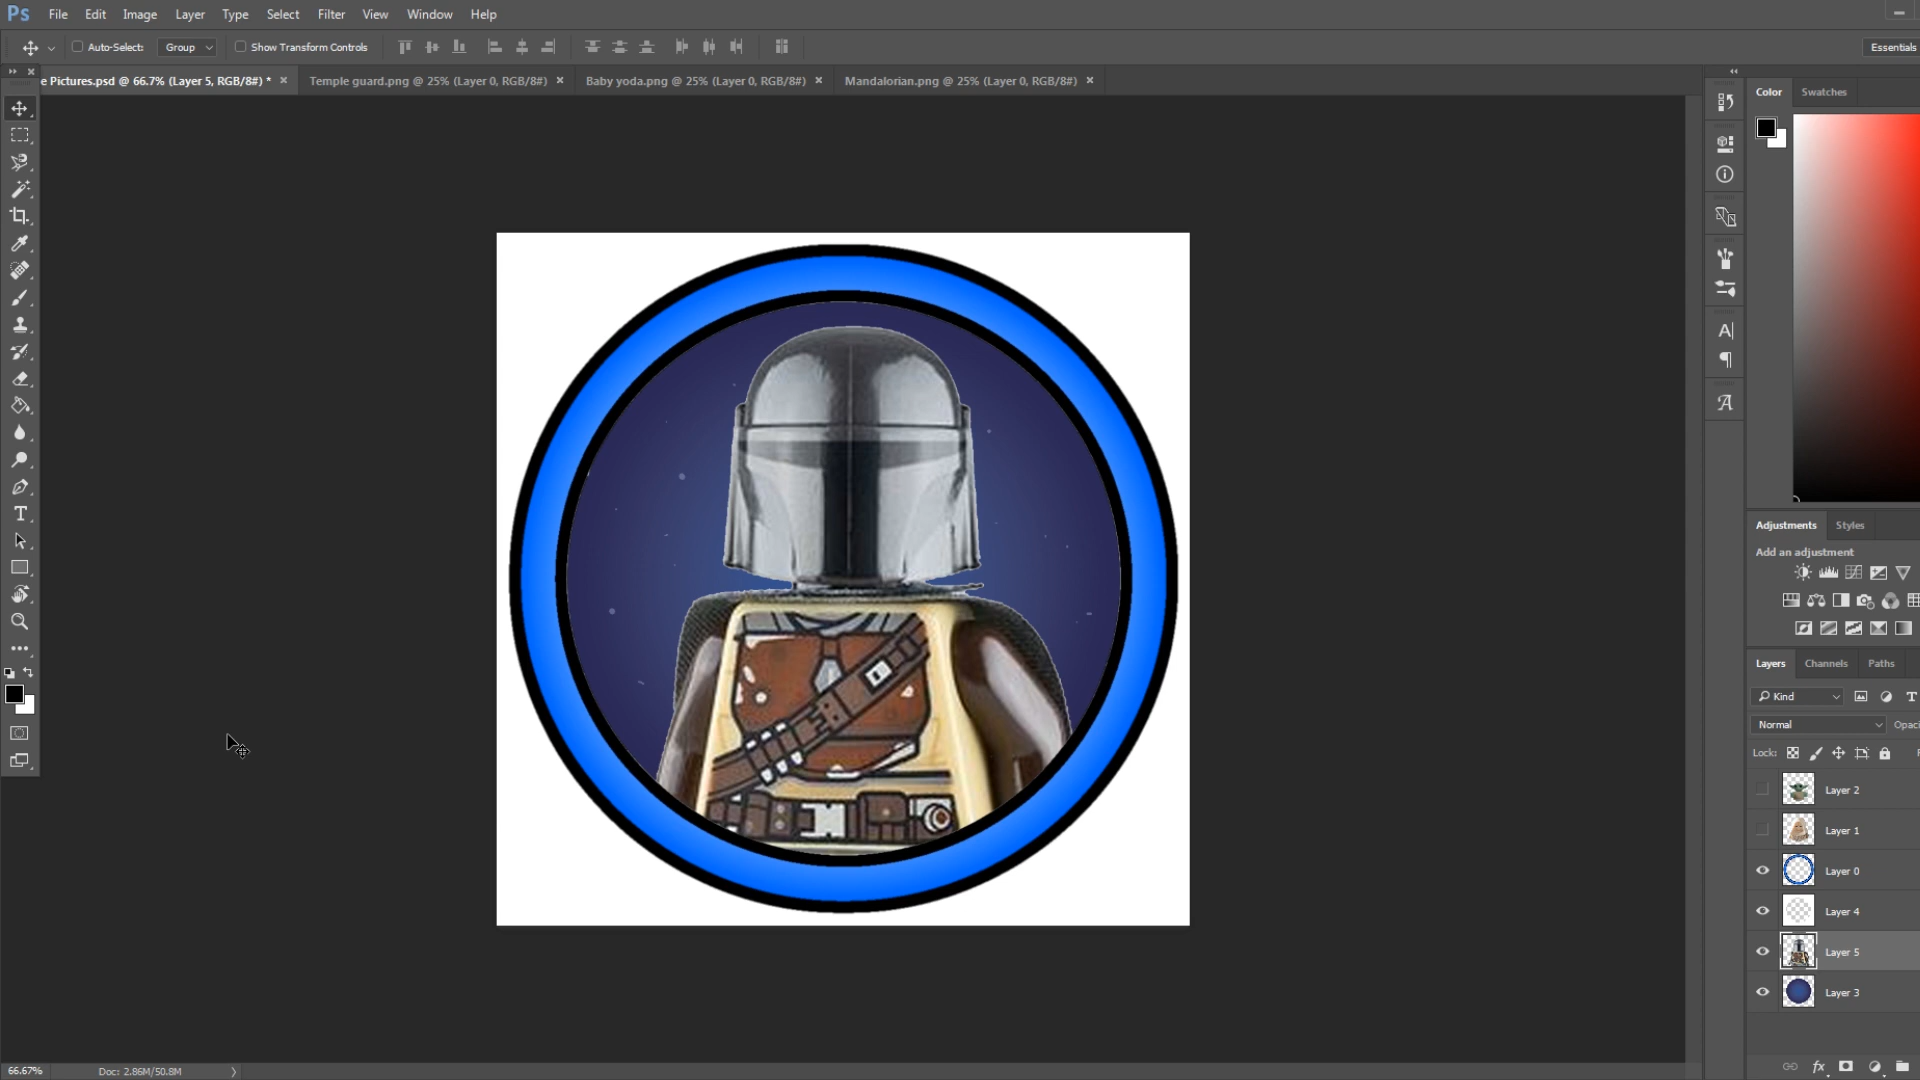 Ps File Edit Image Layer Type Select Filter View Window Help
Auto-Select: Group Show Transform Controls Essentials
e Pictures.psd @ 66.7% (Layer 5, RGB/8#) * Temple guard.png @ 25% (Layer 0, RGB/8#) Baby yoda.png @ 25% (Layer 0, RGB/8#) Mandalorian.png @ 25% (Layer 0, RGB/8#)
Color Swatches
Adjustments Styles
Add an adjustment
Layers Channels Paths
Kind
Normal Opaci
Lock:
Layer 2
Layer 1
Layer 0
Layer 4
Layer 5
Layer 3
fx
66.67% Doc: 2.86M/50.8M